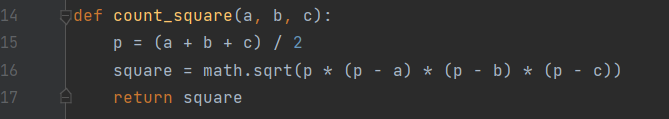 14 def count_square(a, b, c):
15 p = (a + b + c) / 2
16 square = math.sqrt(p * (p - a) * (p - b) * (p - c))
17 return square